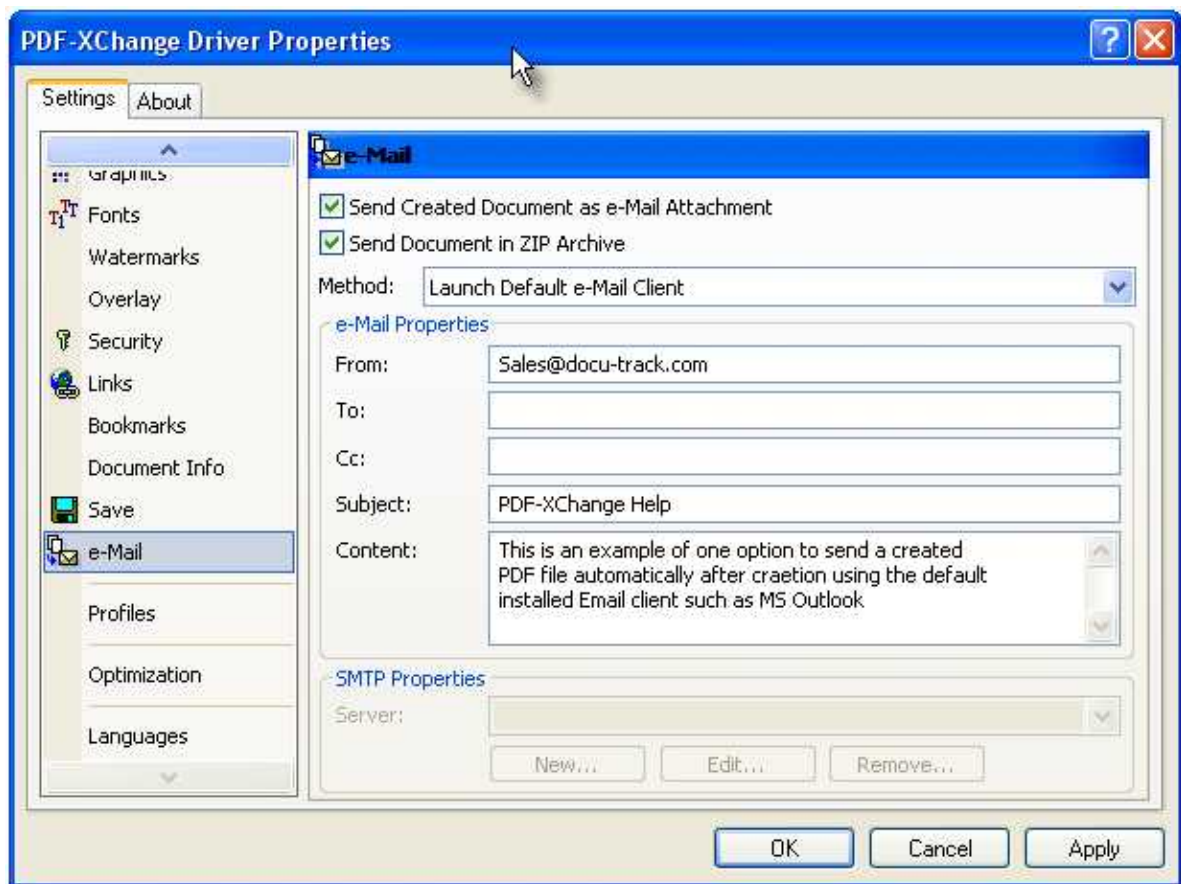 PDF-XChange Driver Properties
?
Settings
About
Graphics
Fonts
Watermarks
Overlay
Security
Links
Bookmarks
Document Info
Save
e-Mail
Profiles
Optimization
Languages
e-Mail
Send Created Document as e-Mail Attachment
Send Document in ZIP Archive
Method: Launch Default e-Mail Client
e-Mail Properties
From: Sales@docu-track.com
To:
Cc:
Subject: PDF-XChange Help
Content: This is an example of one option to send a created
PDF file automatically after craetion using the default
installed Email client such as MS Outlook
SMTP Properties
Server:
New... Edit... Remove...
OK Cancel Apply